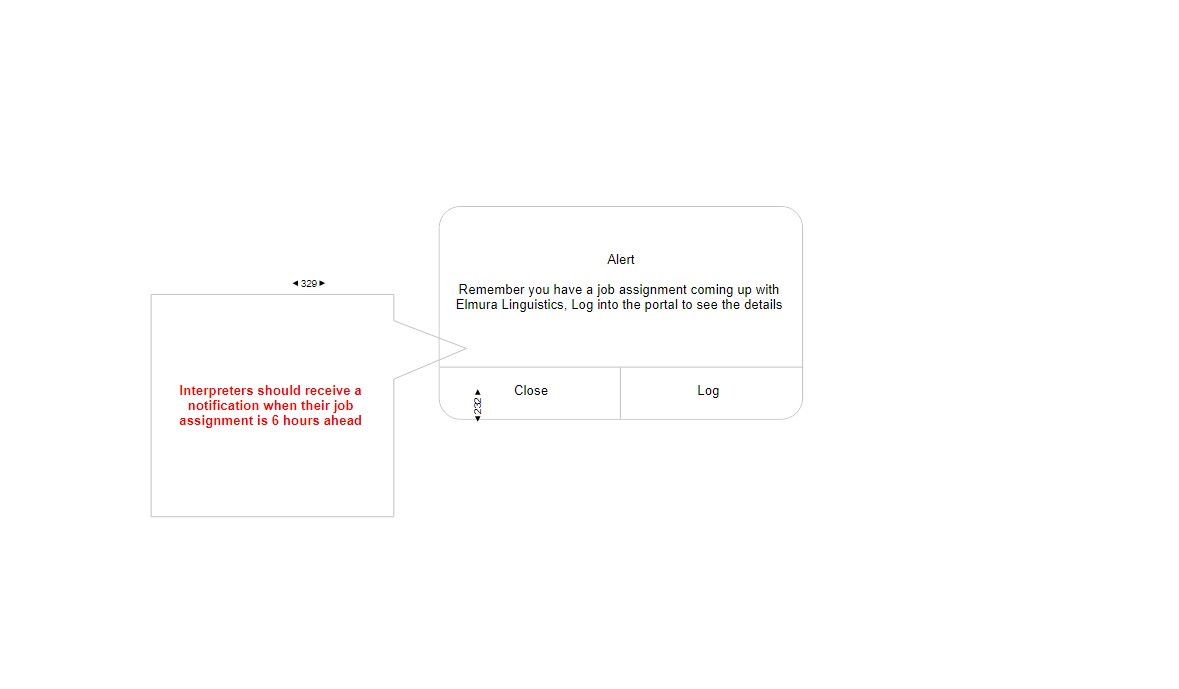 Alert
Remember you have a job assignment coming up with
Elmura Linguistics, Log into the portal to see the details
329
Interpreters should receive a
notification when their job
assignment is 6 hours ahead
Close
Log
232